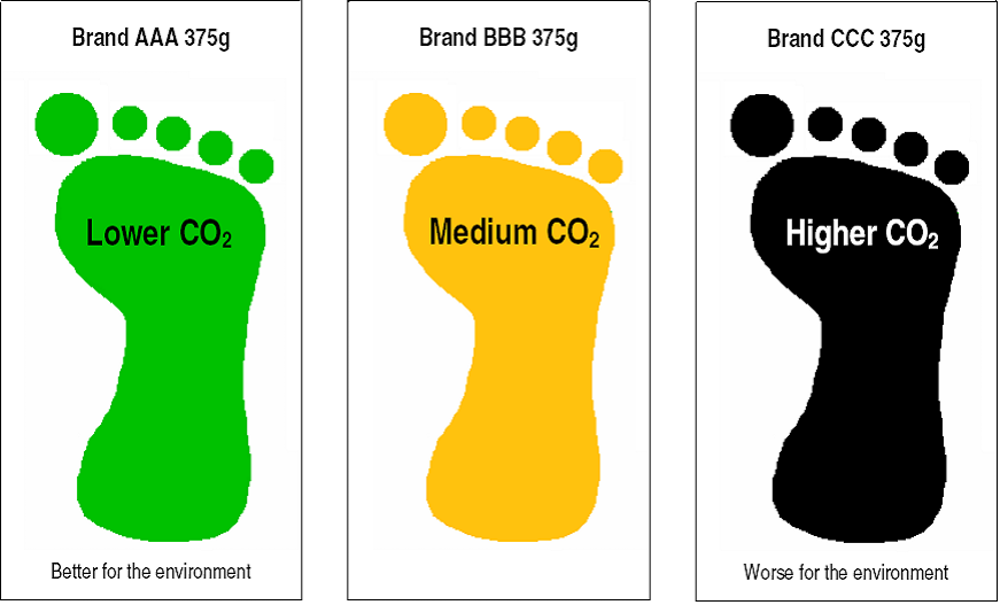 Brand AAA 375g
Lower CO₂
Better for the environment
Brand BBB 375g
Medium CO₂
Brand CCC 375g
Higher CO₂
Worse for the environment